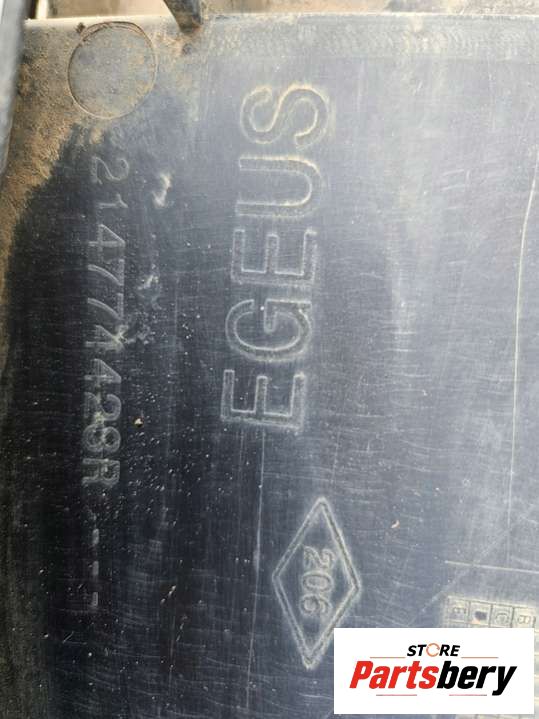 EGEUS
214774428R----
206
STORE
Partsbery